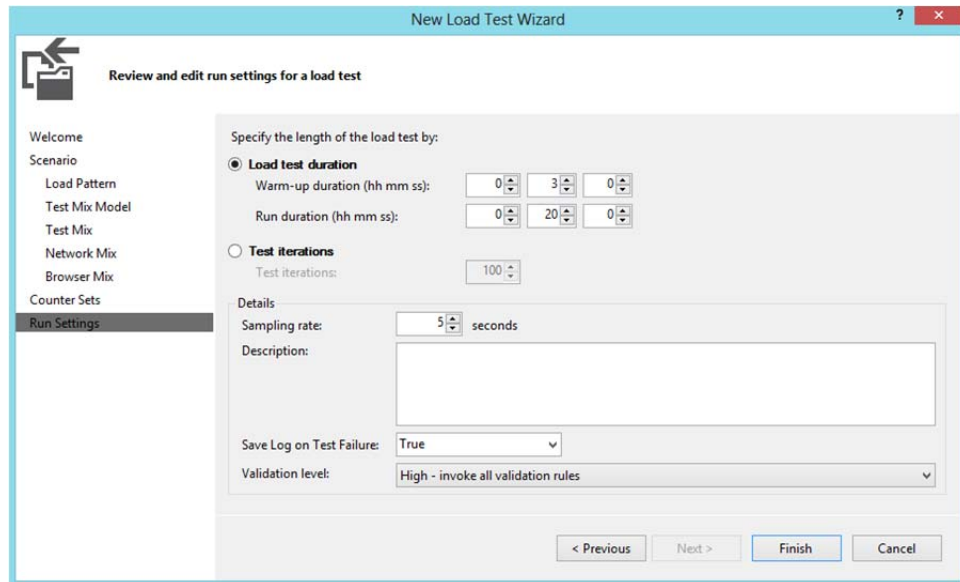 New Load Test Wizard
?
Review and edit run settings for a load test
Welcome
Scenario
Load Pattern
Test Mix Model
Test Mix
Network Mix
Browser Mix
Counter Sets
Run Settings
Specify the length of the load test by:
Load test duration
Warm-up duration (hh mm ss): 0 3 0
Run duration (hh mm ss): 0 20 0
Test iterations
Test iterations: 100
Details
Sampling rate: 5 seconds
Description:
Save Log on Test Failure: True
Validation level: High - invoke all validation rules
< Previous Next > Finish Cancel